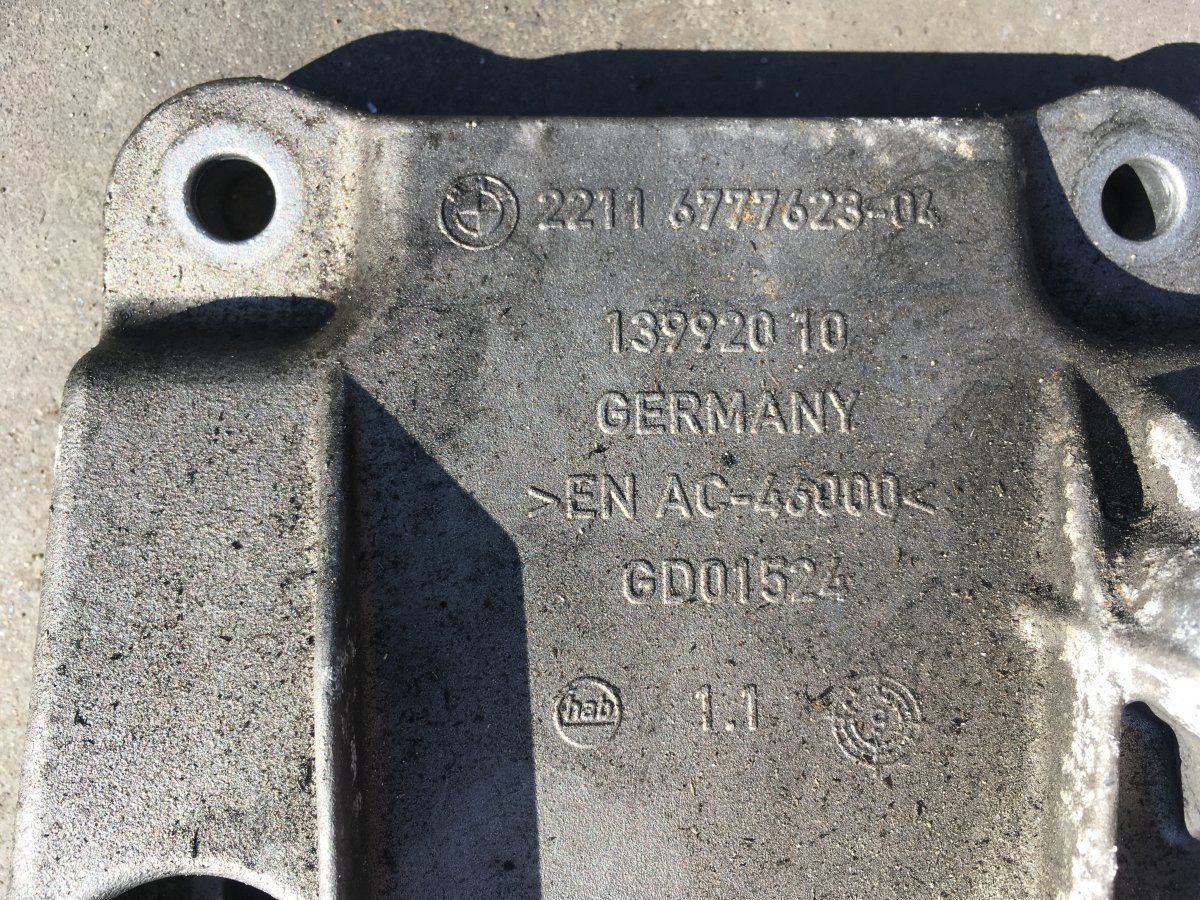 2211 6777623-04
139920 10
GERMANY
>EN AC-46000<
GD01524
hab 1.1